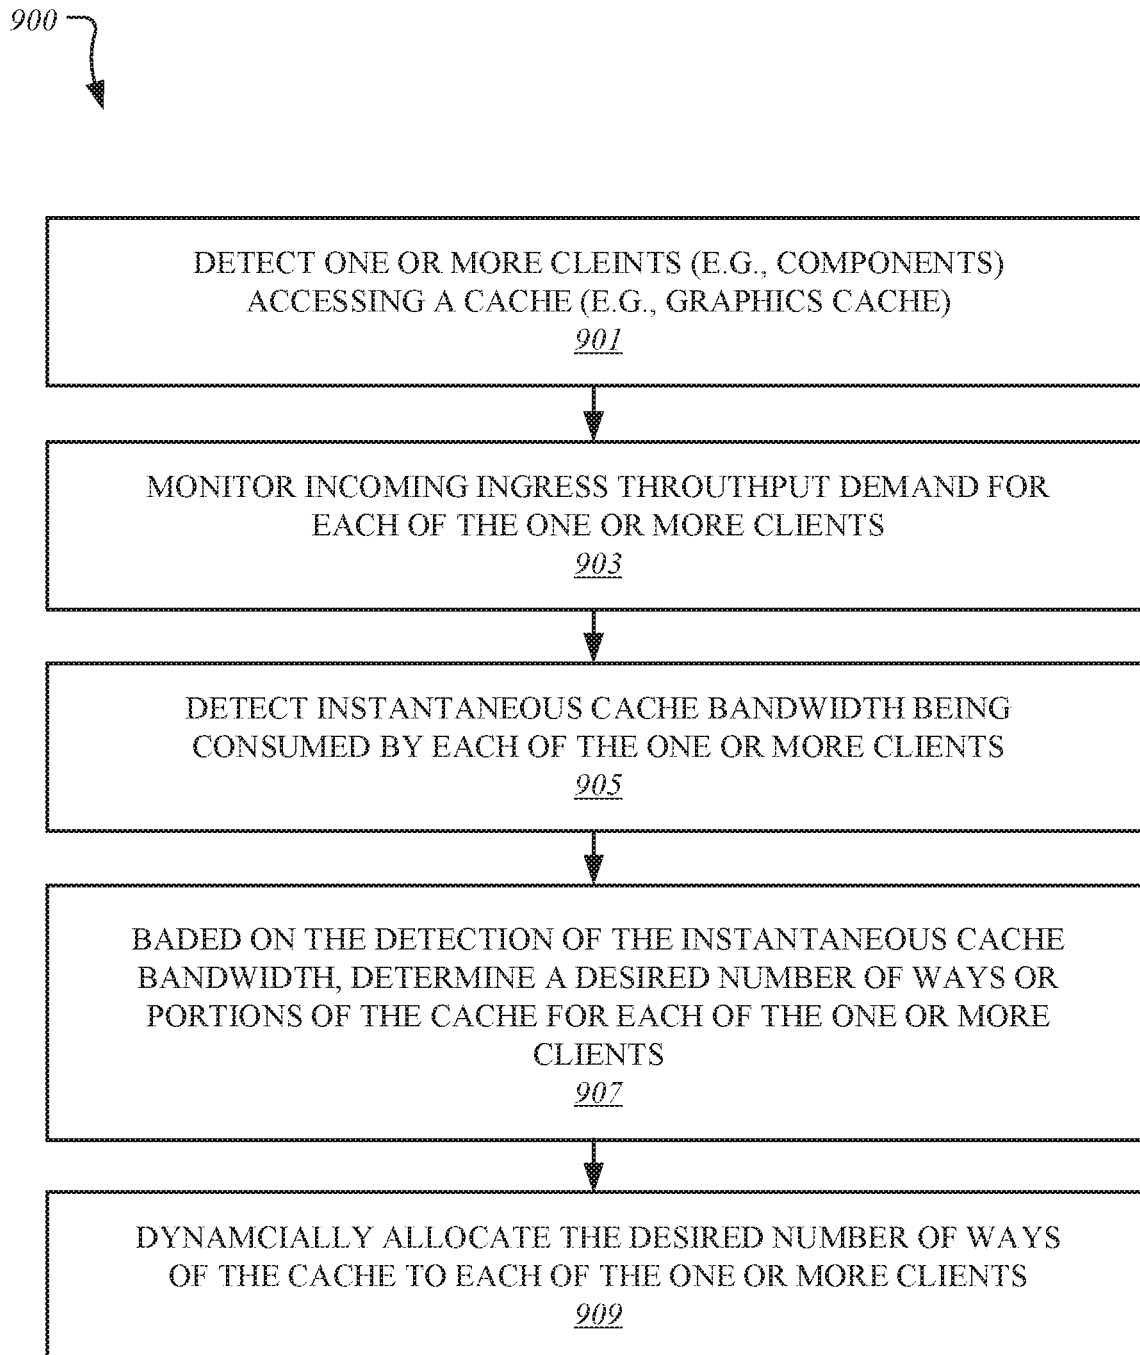 900
DETECT ONE OR MORE CLEINTS (E.G., COMPONENTS)
ACCESSING A CACHE (E.G., GRAPHICS CACHE)
901
MONITOR INCOMING INGRESS THROUTHPUT DEMAND FOR
EACH OF THE ONE OR MORE CLIENTS
903
DETECT INSTANTANEOUS CACHE BANDWIDTH BEING
CONSUMED BY EACH OF THE ONE OR MORE CLIENTS
905
BADED ON THE DETECTION OF THE INSTANTANEOUS CACHE
BANDWIDTH, DETERMINE A DESIRED NUMBER OF WAYS OR
PORTIONS OF THE CACHE FOR EACH OF THE ONE OR MORE
CLIENTS
907
DYNAMCIALLY ALLOCATE THE DESIRED NUMBER OF WAYS
OF THE CACHE TO EACH OF THE ONE OR MORE CLIENTS
909